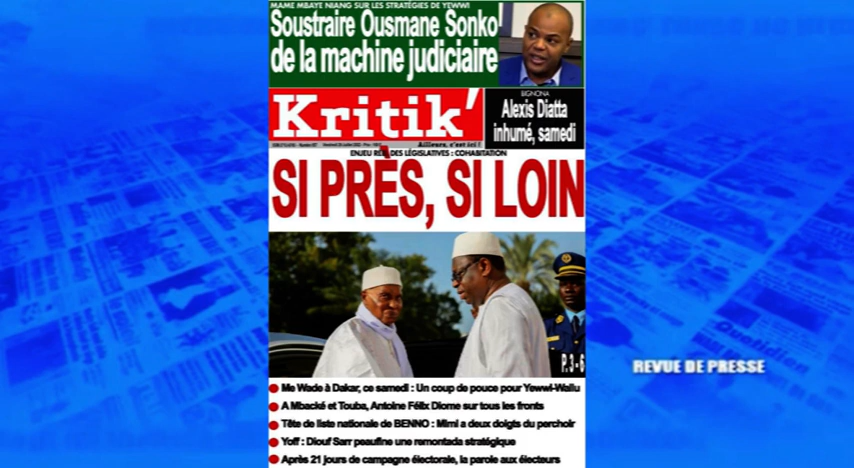 MAME MBAYE NIANG SUR LES STRATÉGIES DE YEWWI
Soustraire Ousmane Sonko
de la machine judiciaire
Kritik'
Ailleurs, c'est ici !
BIGNONA
Alexis Diatta
inhumé, samedi
ENJEU RÉEL DES LÉGISLATIVES : COHABITATION
SI PRÈS, SI LOIN
P.3-6
REVUE DE PRESSE
Me Wade à Dakar, ce samedi : Un coup de pouce pour Yewwi-Wallu
A Mbacké et Touba, Antoine Félix Diome sur tous les fronts
Tête de liste nationale de BENNO : Mimi a deux doigts du perchoir
Yoff : Diouf Sarr peaufine une remontada stratégique
Après 21 jours de campagne électorale, la parole aux électeurs
Quotidien